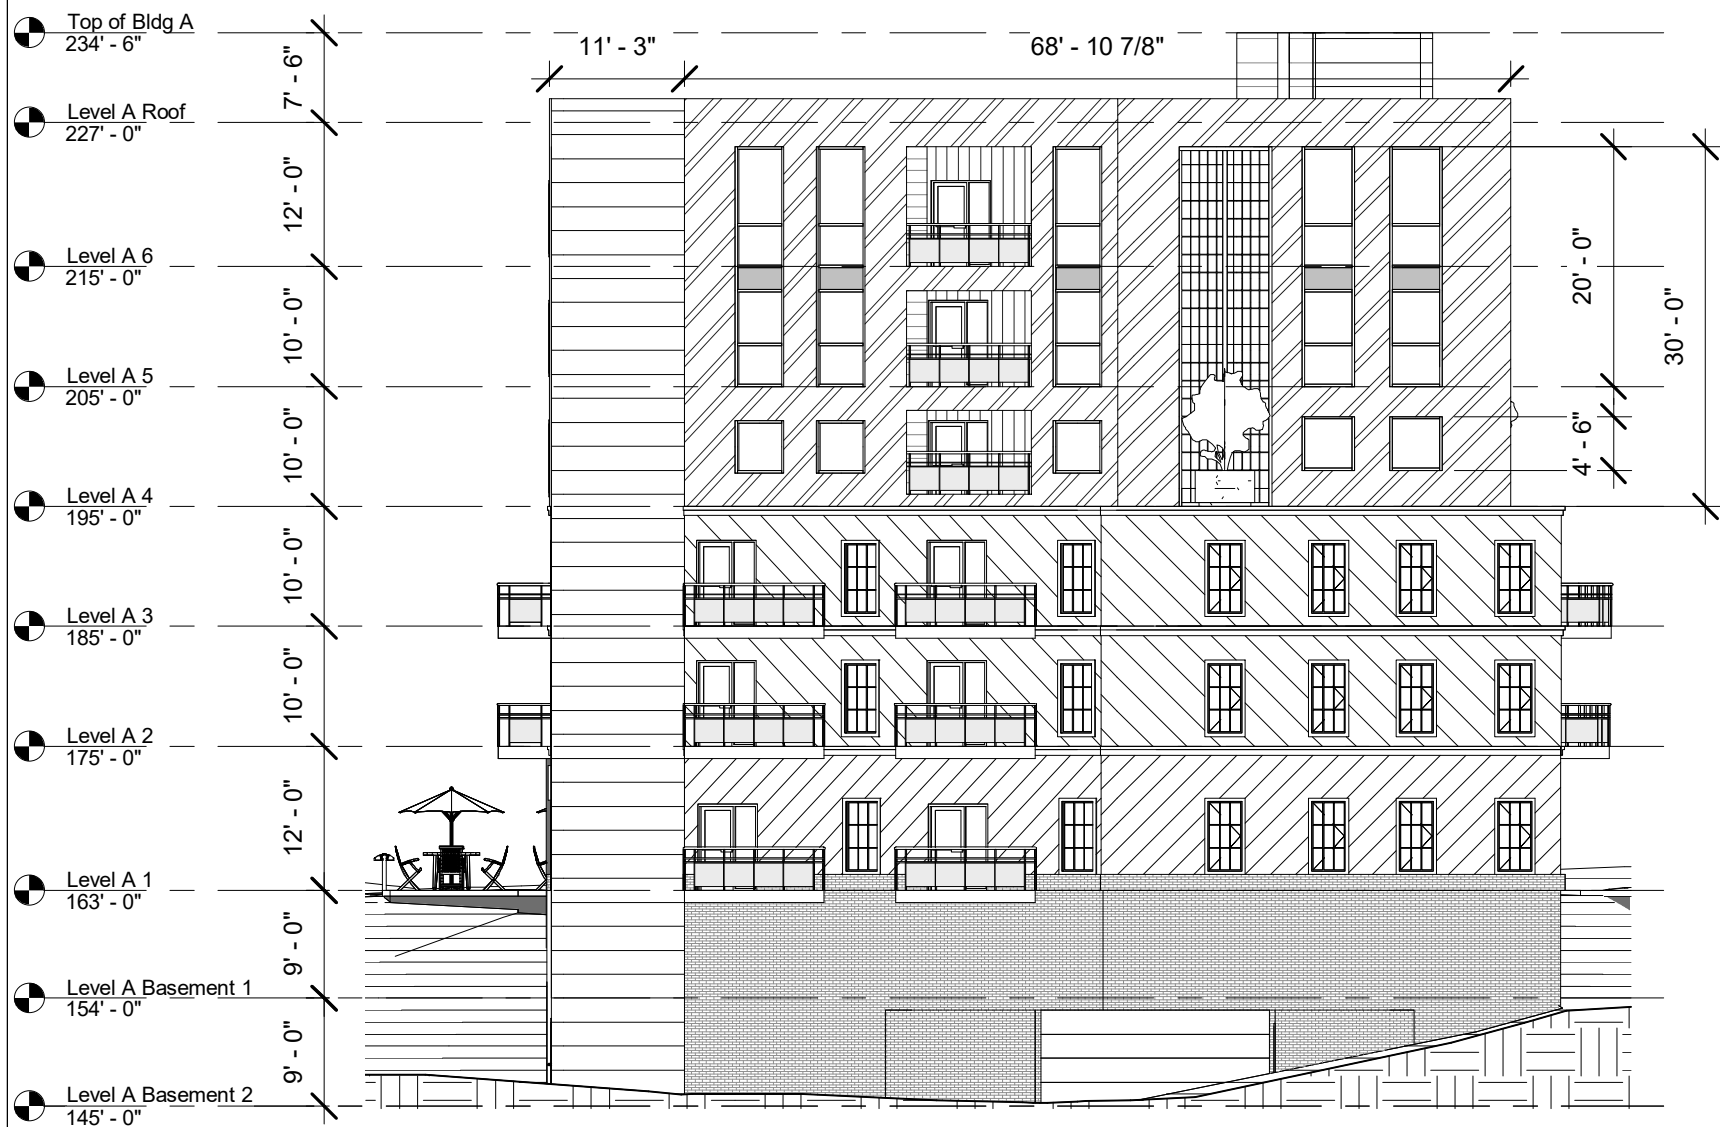 Top of Bldg A
234' - 6"
7' - 6"
11' - 3"
68' - 10 7/8"
Level A Roof
227' - 0"
12' - 0"
Level A 6
215' - 0"
20' - 0"
30' - 0"
10' - 0"
Level A 5
205' - 0"
4' - 6"
10' - 0"
Level A 4
195' - 0"
10' - 0"
Level A 3
185' - 0"
10' - 0"
Level A 2
175' - 0"
12' - 0"
Level A 1
163' - 0"
9' - 0"
Level A Basement 1
154' - 0"
9' - 0"
Level A Basement 2
145' - 0"